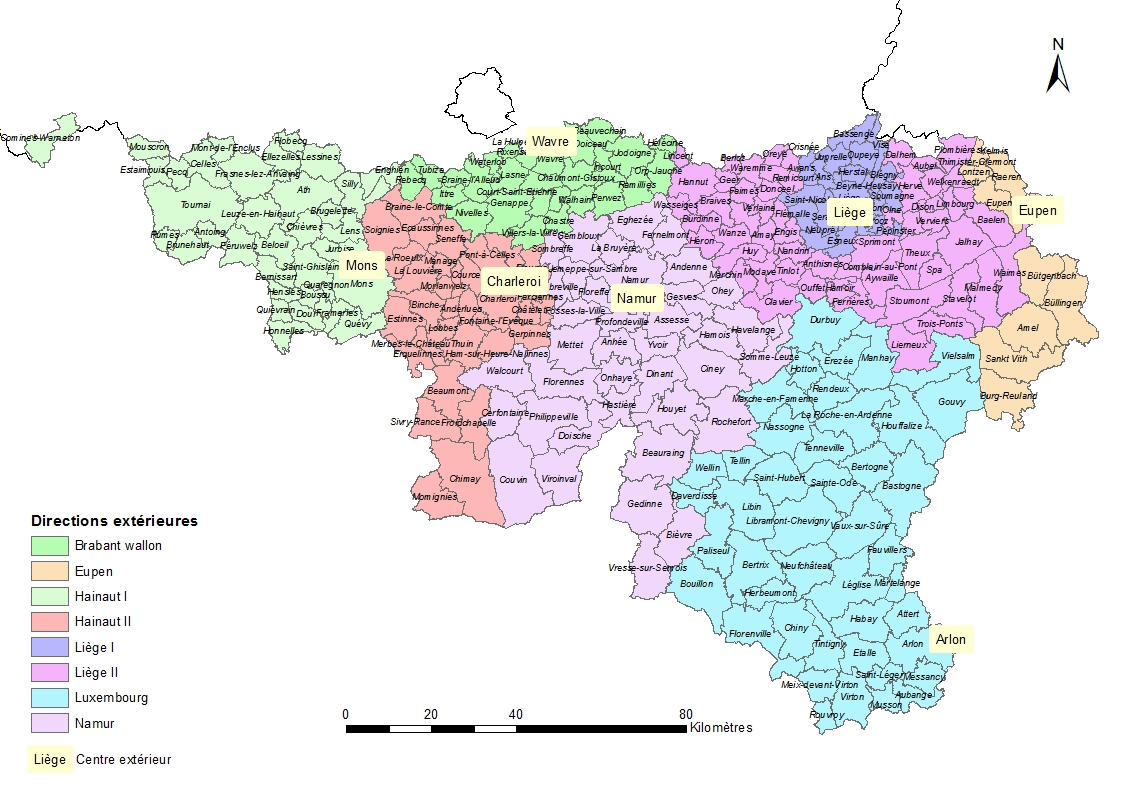 N
Comines-Warneton
Mouscron
Estaimpuis
Pecq
Celles
Mont-de-l'Enclus
Flobecq
Ellezelles
Lessines
Frasnes-lez-Anvaing
Ath
Silly
Tournai
Leuze-en-Hainaut
Brugelette
Chièvres
Lens
Rumes
Antoing
Brunehaut
Péruwelz
Beloeil
Jurbise
Bernissart
Saint-Ghislain
Quaregnon
Mons
Hensies
Boussu
Quiévrain
Dour
Frameries
Honnelles
Quévy
Mons
Enghien
Tubize
Rebecq
Braine-l'Alleud
Ittre
Waterloo
La Hulpe
Rixensart
Lasne
Wavre
Wavre
Beauvechain
Jodoigne
Hélécine
Orp-Jauche
Incourt
Ramillies
Chaumont-Gistoux
Court-Saint-Etienne
Genappe
Walhain
Perwez
Nivelles
Chastre
Villers-la-Ville
Braine-le-Comte
Soignies
Ecaussinnes
Seneffe
Le Roeulx
Manage
La Louvière
Pont-à-Celles
Morlanwelz
Binche
Anderlues
Estinnes
Lobbes
Fontaine-l'Evêque
Charleroi
Charleroi
Châtelet
Gerpinnes
Merbes-le-Château
Thuin
Erquelinnes
Ham-sur-Heure-Nalinnes
Beaumont
Sivry-Rance
Froidchapelle
Chimay
Momignies
Gembloux
Sombreffe
Eghezée
La Bruyère
Fernelmont
Jemeppe-sur-Sambre
Namur
Namur
Andenne
Floreffe
Gesves
Ohey
Fosses-la-Ville
Profondeville
Assesse
Mettet
Anhée
Yvoir
Hamois
Havelange
Somme-Leuze
Walcourt
Florennes
Onhaye
Dinant
Ciney
Cerfontaine
Philippeville
Hastière
Houyet
Rochefort
Doische
Couvin
Viroinval
Beauraing
Gedinne
Bièvre
Vresse-sur-Semois
Lincent
Hannut
Wasseiges
Burdinne
Braives
Geer
Berloz
Waremme
Oreye
Crisnée
Faimes
Donceel
Remicourt
Awans
Verlaine
Héron
Wanze
Amay
Engis
Huy
Nandrin
Marchin
Modave
Tinlot
Clavier
Ouffet
Hamoir
Anthisnes
Comblain-au-Pont
Ferrières
Aywaille
Sprimont
Bassenge
Visé
Juprelle
Oupeye
Herstal
Blegny
Beyne-Heusay
Saint-Nicolas
Flémalle
Neupré
Esneux
Liège
Dalhem
Aubel
Plombières
Kelmis
Thimister-Clermont
Lontzen
Raeren
Welkenraedt
Herve
Soumagne
Olne
Dison
Limbourg
Verviers
Pepinster
Eupen
Eupen
Baelen
Theux
Jalhay
Spa
Waimes
Malmedy
Stavelot
Stoumont
Trois-Ponts
Lierneux
Bütgenbach
Büllingen
Amel
Sankt Vith
Burg-Reuland
Durbuy
Erezée
Manhay
Vielsalm
Hotton
Rendeux
Marche-en-Famenne
La Roche-en-Ardenne
Gouvy
Nassogne
Houffalize
Tenneville
Wellin
Tellin
Bertogne
Saint-Hubert
Sainte-Ode
Bastogne
Daverdisse
Libin
Libramont-Chevigny
Vaux-sur-Sûre
Paliseul
Fauvillers
Bertrix
Neufchâteau
Bouillon
Herbeumont
Léglise
Martelange
Attert
Habay
Florenville
Chiny
Tintigny
Etalle
Arlon
Arlon
Saint-Léger
Messancy
Meix-devant-Virton
Virton
Musson
Aubange
Rouvroy
Directions extérieures
Brabant wallon
Eupen
Hainaut I
Hainaut II
Liège I
Liège II
Luxembourg
Namur
Liège Centre extérieur
0 20 40 80
Kilomètres